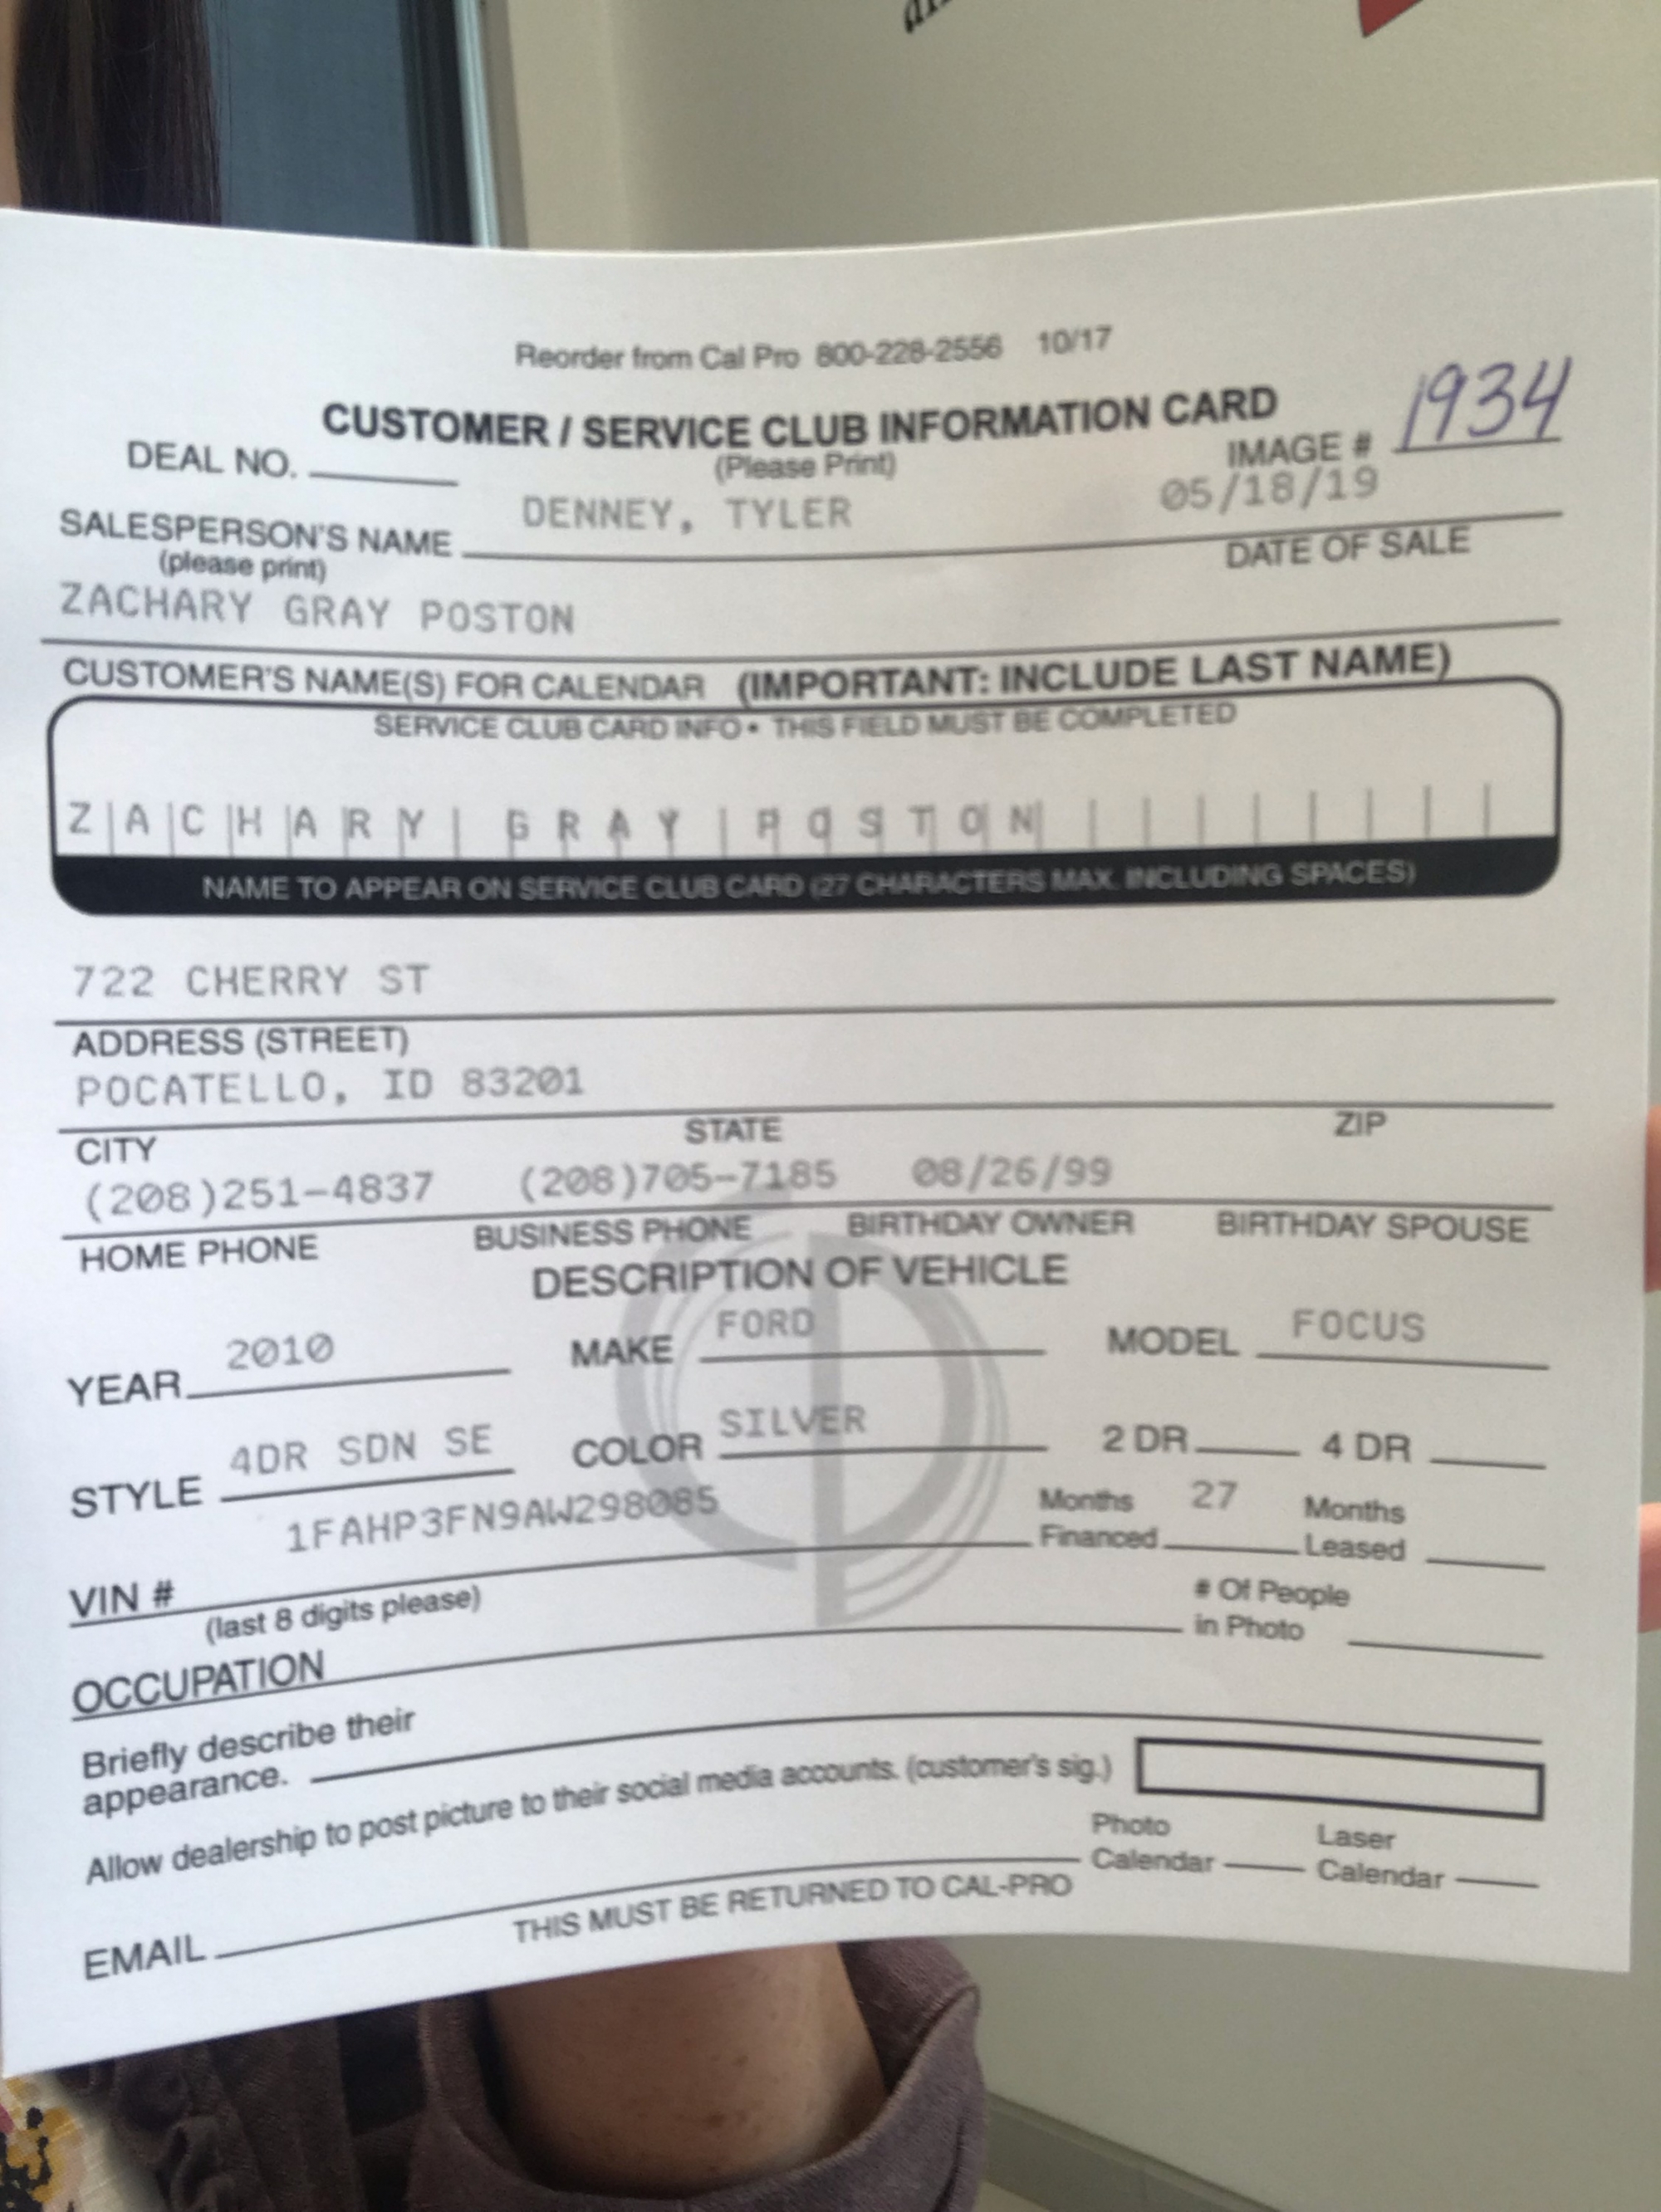 Reorder from Cal Pro 800-228-2556 10/17
CUSTOMER / SERVICE CLUB INFORMATION CARD
(Please Print)
DEAL NO.
IMAGE # 1934
SALESPERSON'S NAME DENNEY, TYLER 05/18/19
(please print) DATE OF SALE
ZACHARY GRAY POSTON
CUSTOMER'S NAME(S) FOR CALENDAR (IMPORTANT: INCLUDE LAST NAME)
SERVICE CLUB CARD INFO • THIS FIELD MUST BE COMPLETED
ZACHARY GRAY POSTON
NAME TO APPEAR ON SERVICE CLUB CARD (27 CHARACTERS MAX. INCLUDING SPACES)
722 CHERRY ST
ADDRESS (STREET)
POCATELLO, ID 83201
CITY STATE ZIP
(208)251-4837 (208)705-7185 08/26/99
HOME PHONE BUSINESS PHONE BIRTHDAY OWNER BIRTHDAY SPOUSE
DESCRIPTION OF VEHICLE
YEAR 2010 MAKE FORD MODEL FOCUS
STYLE 4DR SDN SE COLOR SILVER 2 DR 4 DR
VIN # 1FAHP3FN9AW298085 Months Financed 27 Months Leased
(last 8 digits please)
OCCUPATION # Of People in Photo
Briefly describe their
appearance.
Allow dealership to post picture to their social media accounts. (customer's sig.)
EMAIL Photo Calendar Laser Calendar
THIS MUST BE RETURNED TO CAL-PRO